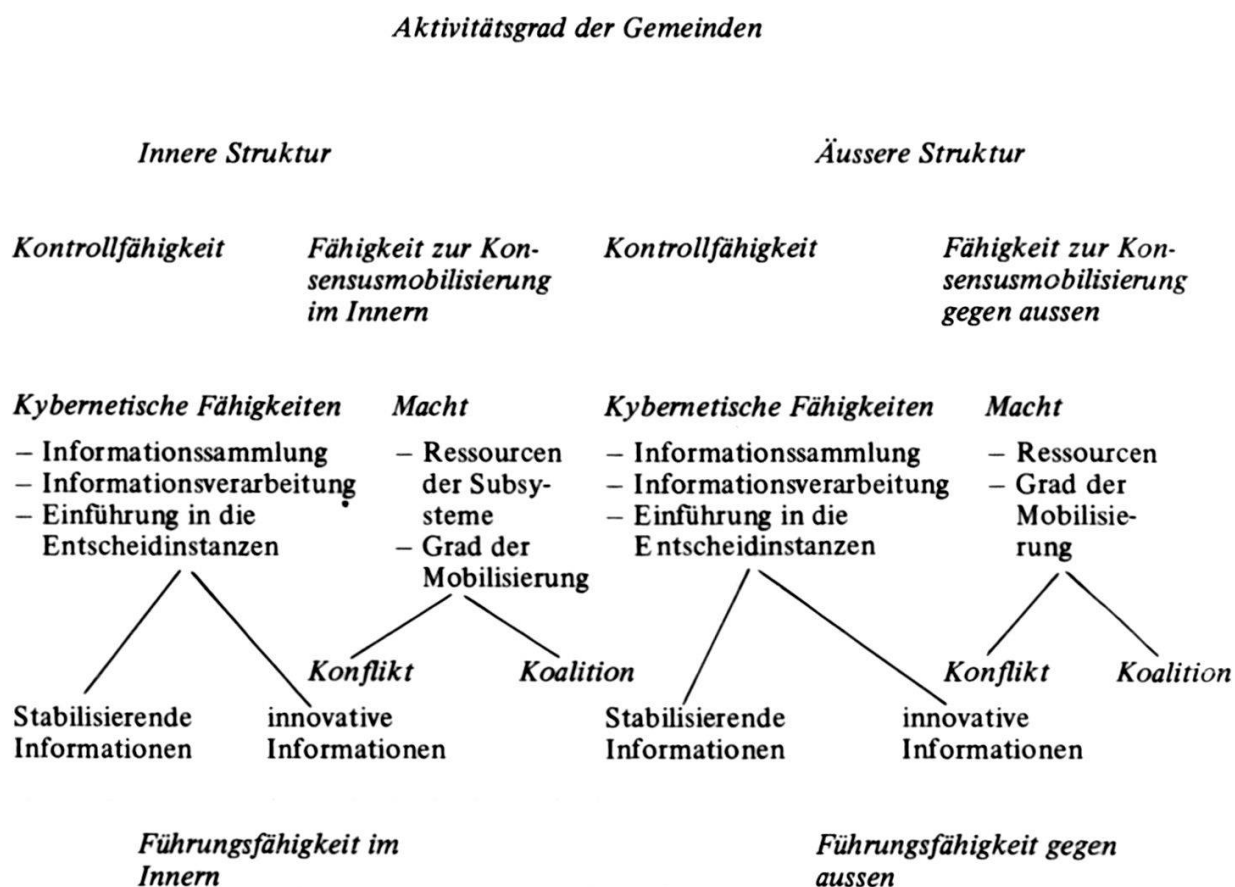 Aktivitätsgrad der Gemeinden
Innere Struktur
Äussere Struktur
Kontrollfähigkeit
Fähigkeit zur Kon-
sensusmobilisierung
im Innern
Kontrollfähigkeit
Fähigkeit zur Kon-
sensusmobilisierung
gegen aussen
Kybernetische Fähigkeiten
– Informationssammlung
– Informationsverarbeitung
– Einführung in die
Entscheidinstanzen
Macht
– Ressourcen
der Subsy-
steme
– Grad der
Mobilisierung
Kybernetische Fähigkeiten
– Informationssammlung
– Informationsverarbeitung
– Einführung in die
Entscheidinstanzen
Macht
– Ressourcen
– Grad der
Mobilisie-
rung
Konflikt
Koalition
Stabilisierende
Informationen
innovative
Informationen
Konflikt
Koalition
Stabilisierende
Informationen
innovative
Informationen
Führungsfähigkeit im
Innern
Führungsfähigkeit gegen
aussen